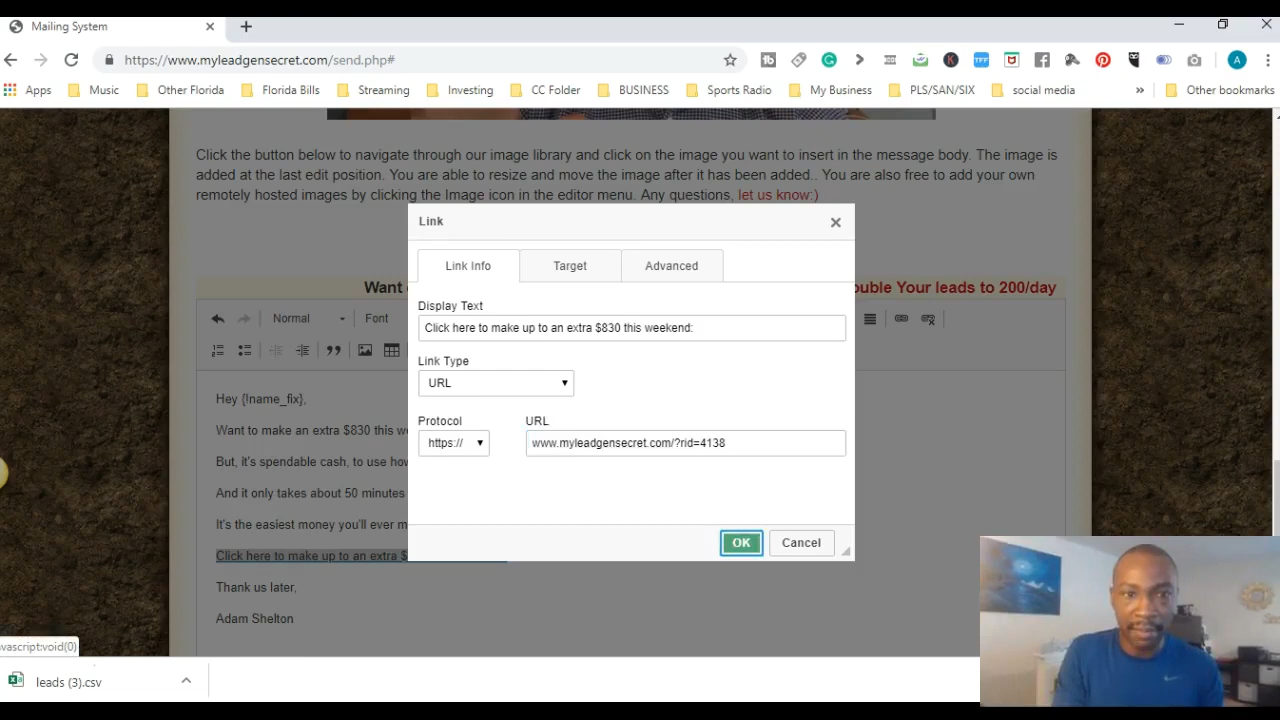 Mailing System
https://www.myleadgensecret.com/send.php#
Apps Music Other Florida Florida Bills Streaming Investing CC Folder BUSINESS Sports Radio My Business PLS/SAN/SIX social media » Other bookmarks
Click the button below to navigate through our image library and click on the image you want to insert in the message body. The image is
added at the last edit position. You are able to resize and move the image after it has been added.. You are also free to add your own
remotely hosted images by clicking the Image icon in the editor menu. Any questions, let us know:)
Link
Link Info Target Advanced
Want
ouble Your leads to 200/day
Display Text
Normal Font
Click here to make up to an extra $830 this weekend:
Link Type
URL
Hey {!name_fix},
Protocol URL
Want to make an extra $830 this w
https:// www.myleadgensecret.com/?rid=4138
But, it's spendable cash, to use how
And it only takes about 50 minutes
It's the easiest money you'll ever m
OK Cancel
Click here to make up to an extra $
Thank us later,
Adam Shelton
avascript:void(0)
leads (3).csv